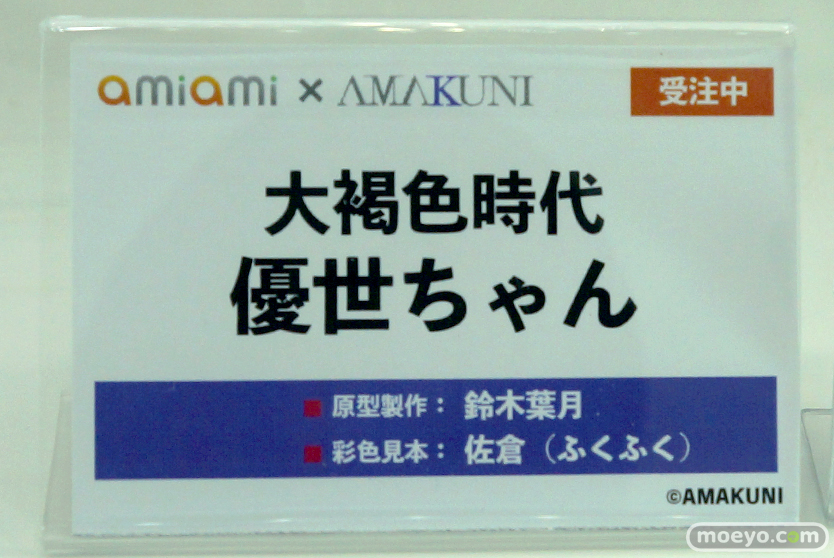 amiami × AMAKUNI
受注中
大褐色時代
優世ちゃん
■ 原型製作： 鈴木葉月
■ 彩色見本： 佐倉（ふくふく）
©AMAKUNI
moeyo.com